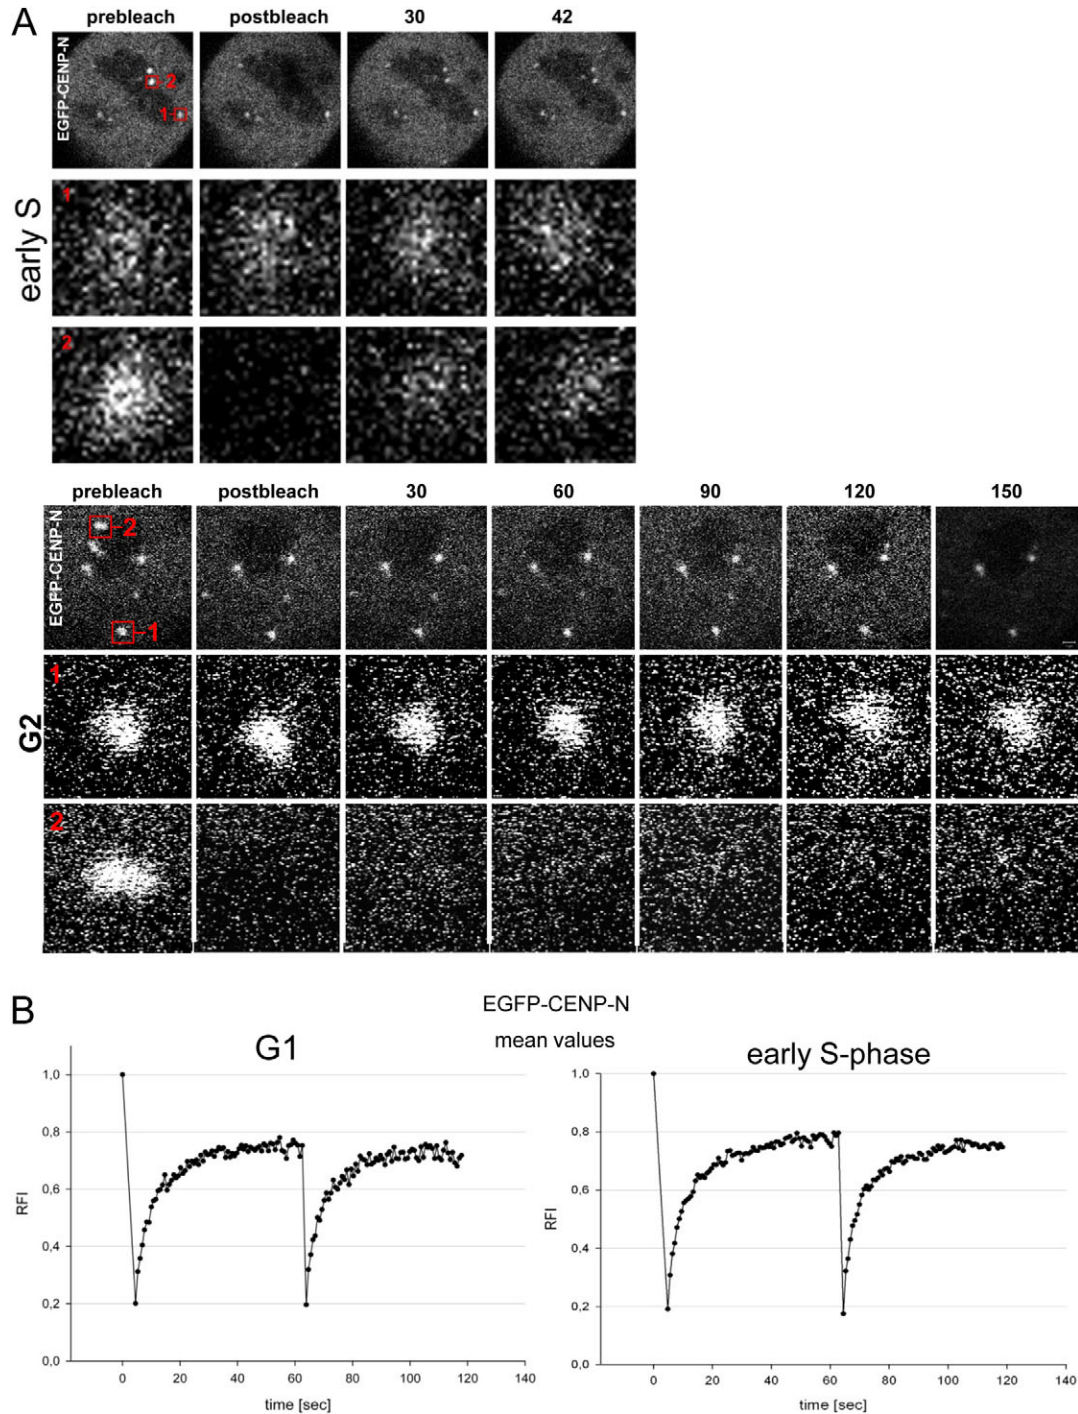 A
prebleach postbleach 30 42
EGFP-CENP-N
2
1
early S
1
2
prebleach postbleach 30 60 90 120 150
EGFP-CENP-N
2
1
G2
1
2
B
EGFP-CENP-N
mean values
G1
early S-phase
1,0
0,8
0,6
0,4
0,2
0,0
RFI
0 20 40 60 80 100 120 140
time [sec]
1,0
0,8
0,6
0,4
0,2
0,0
RFI
0 20 40 60 80 100 120 140
time [sec]